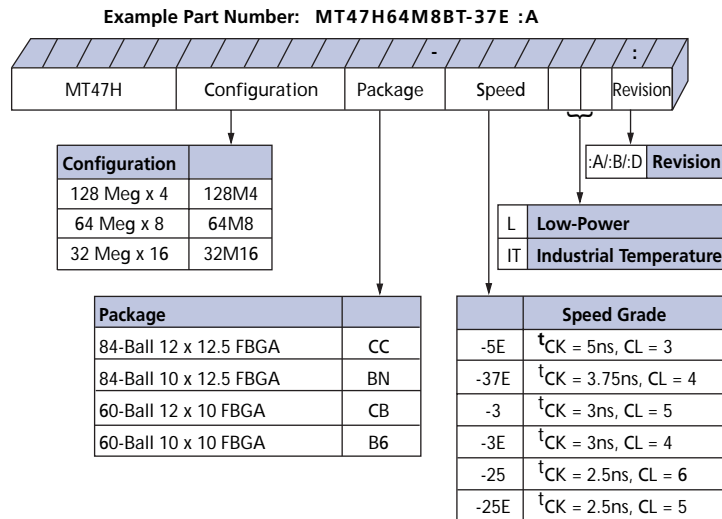 Example Part Number: MT47H64M8BT-37E :A
- :
MT47H Configuration Package Speed Revision
Configuration
128 Meg x 4 128M4
64 Meg x 8 64M8
32 Meg x 16 32M16
:A/:B/:D Revision
L Low-Power
IT Industrial Temperature
Package
84-Ball 12 x 12.5 FBGA CC
84-Ball 10 x 12.5 FBGA BN
60-Ball 12 x 10 FBGA CB
60-Ball 10 x 10 FBGA B6
Speed Grade
-5E tCK = 5ns, CL = 3
-37E tCK = 3.75ns, CL = 4
-3 tCK = 3ns, CL = 5
-3E tCK = 3ns, CL = 4
-25 tCK = 2.5ns, CL = 6
-25E tCK = 2.5ns, CL = 5